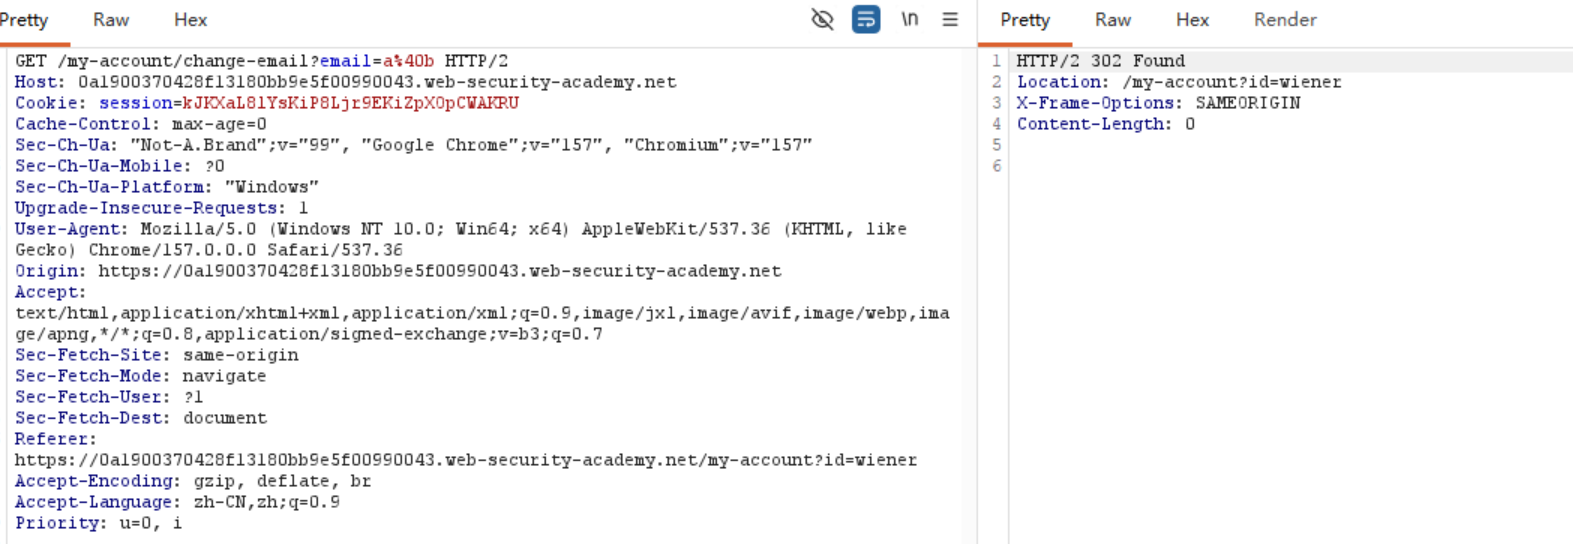 Pretty Raw Hex \n
GET /my-account/change-email?email=a%40b HTTP/2
Host: 0a1900370428f13180bb9e5f00990043.web-security-academy.net
Cookie: session=kJKXaL8lYsKiP8Ljr9EKiZpX0pCWAKRU
Cache-Control: max-age=0
Sec-Ch-Ua: "Not-A.Brand";v="99", "Google Chrome";v="157", "Chromium";v="157"
Sec-Ch-Ua-Mobile: ?0
Sec-Ch-Ua-Platform: "Windows"
Upgrade-Insecure-Requests: 1
User-Agent: Mozilla/5.0 (Windows NT 10.0; Win64; x64) AppleWebKit/537.36 (KHTML, like
Gecko) Chrome/157.0.0.0 Safari/537.36
Origin: https://0a1900370428f13180bb9e5f00990043.web-security-academy.net
Accept:
text/html,application/xhtml+xml,application/xml;q=0.9,image/jxl,image/avif,image/webp,ima
ge/apng,*/*;q=0.8,application/signed-exchange;v=b3;q=0.7
Sec-Fetch-Site: same-origin
Sec-Fetch-Mode: navigate
Sec-Fetch-User: ?1
Sec-Fetch-Dest: document
Referer:
https://0a1900370428f13180bb9e5f00990043.web-security-academy.net/my-account?id=wiener
Accept-Encoding: gzip, deflate, br
Accept-Language: zh-CN,zh;q=0.9
Priority: u=0, i
Pretty Raw Hex Render
1 HTTP/2 302 Found
2 Location: /my-account?id=wiener
3 X-Frame-Options: SAMEORIGIN
4 Content-Length: 0
5
6